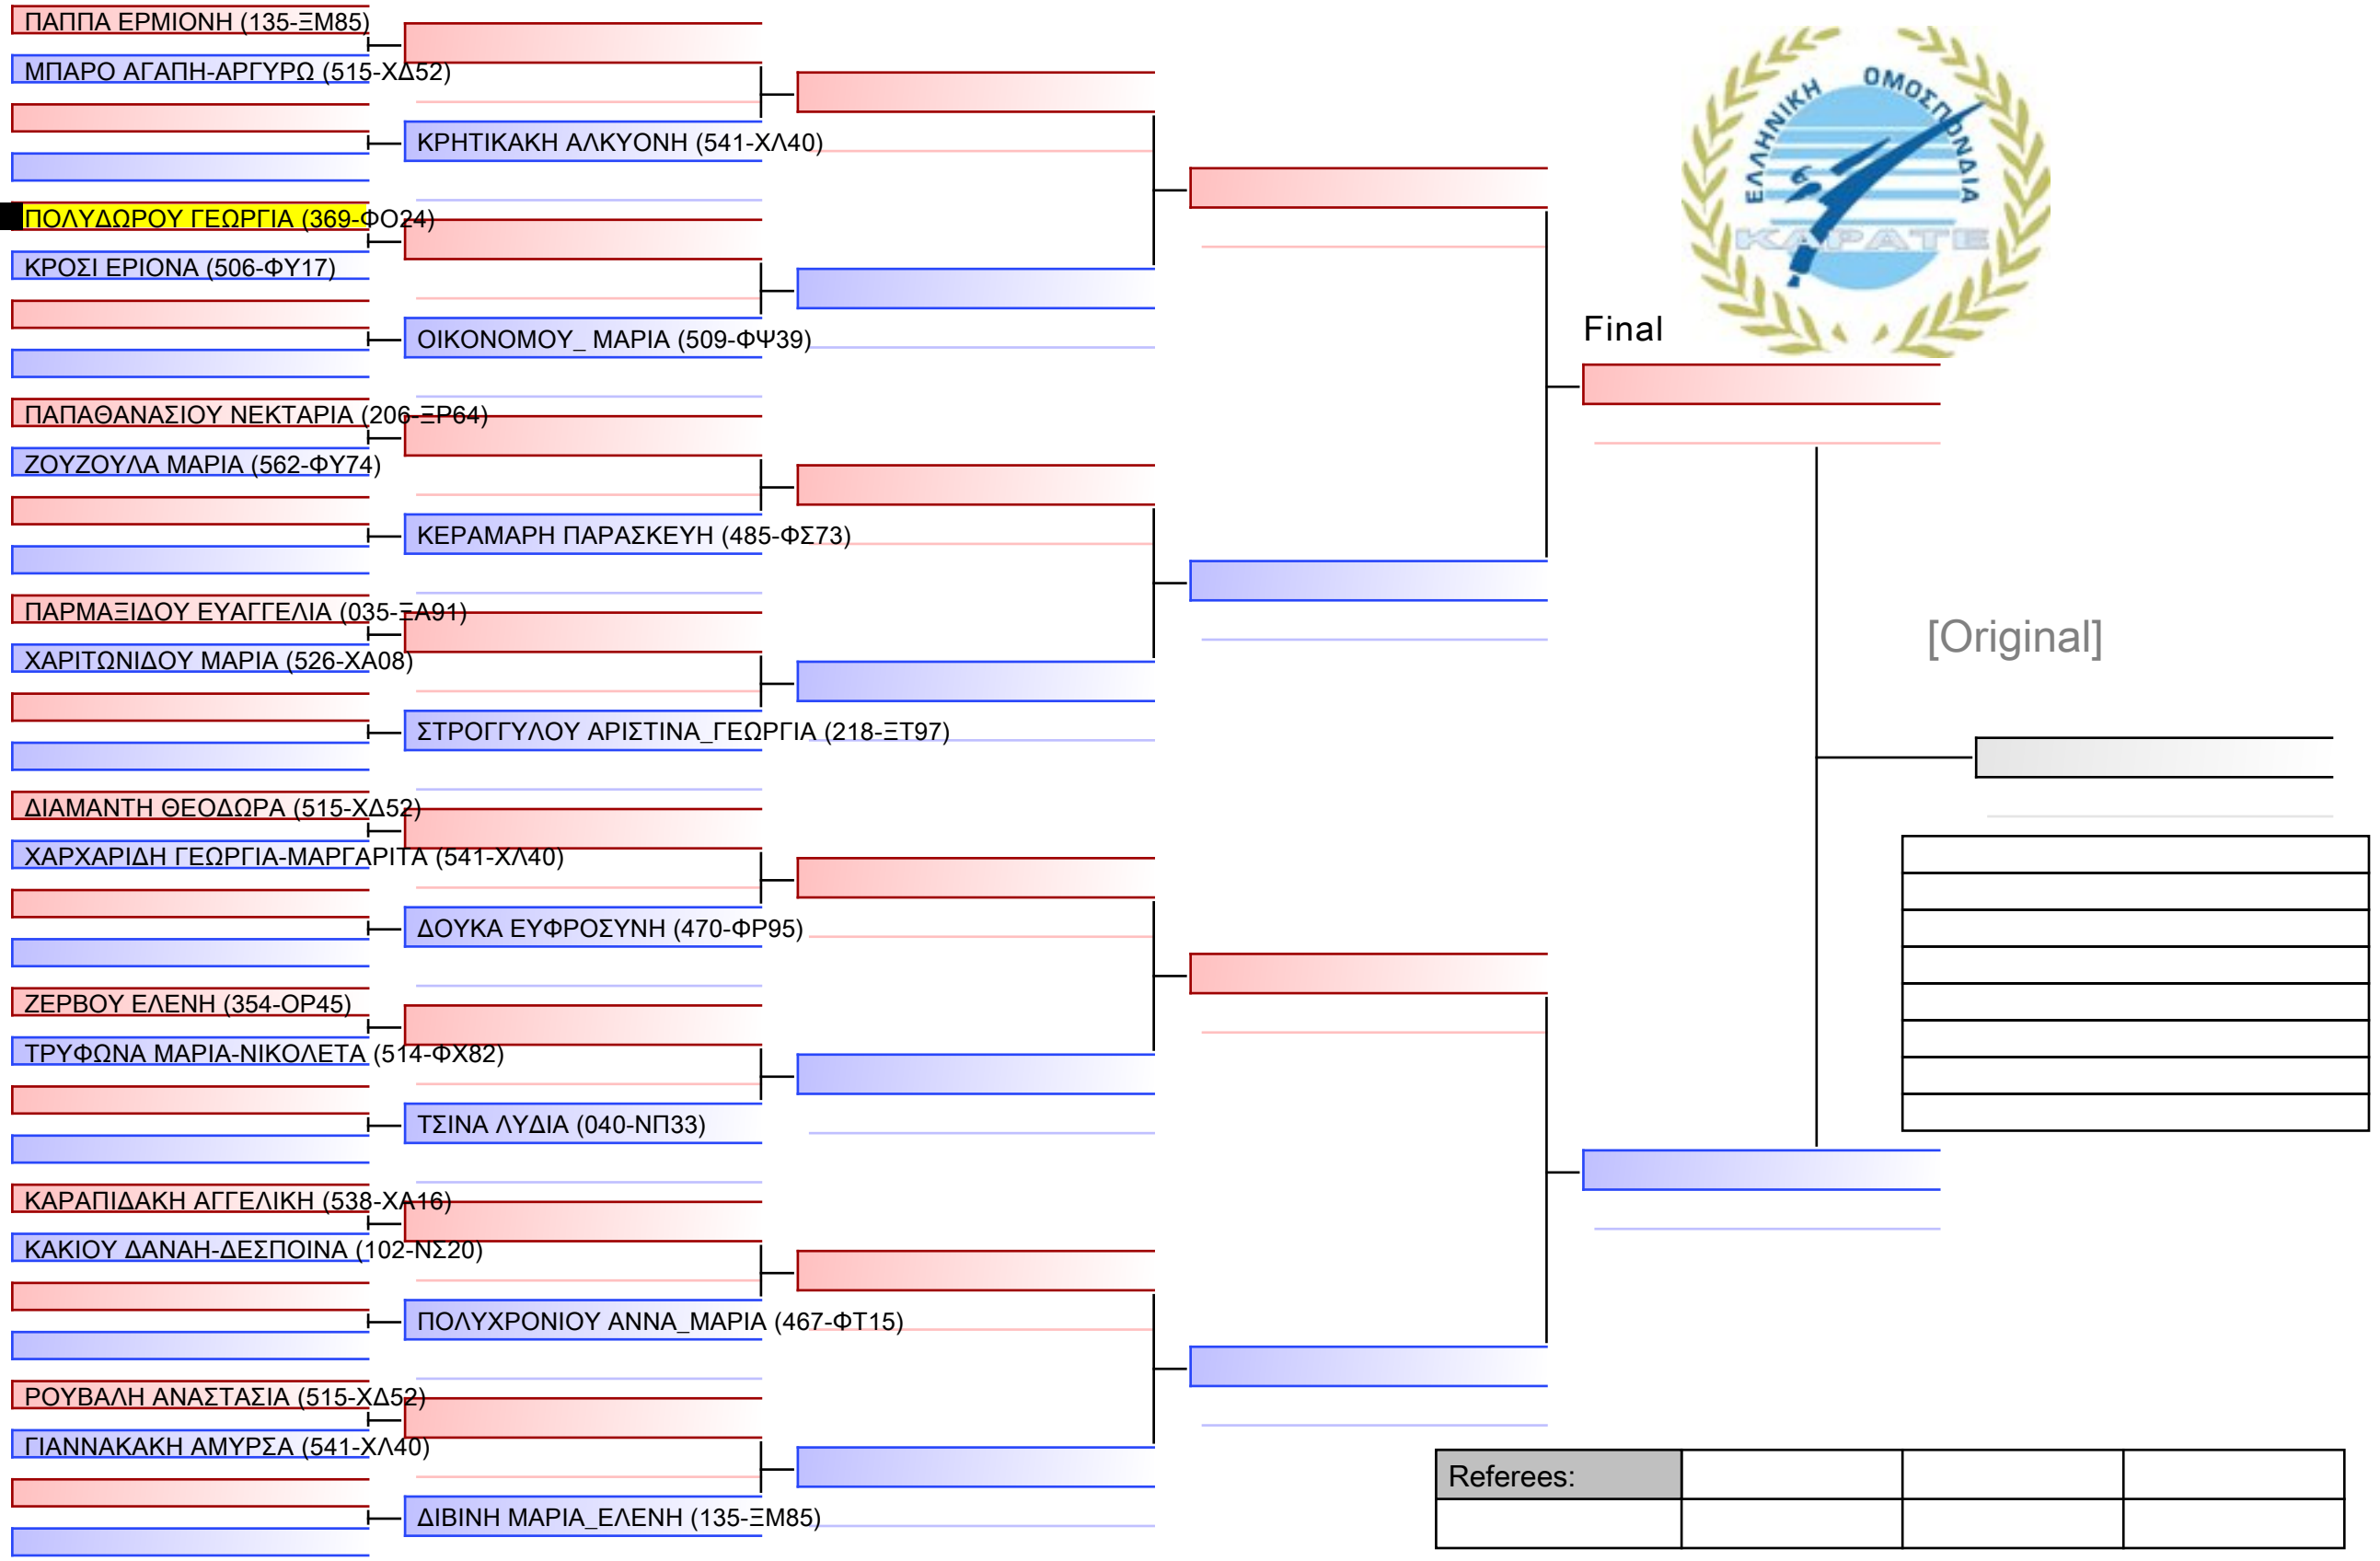 ΠΑΠΠΑ ΕΡΜΙΟΝΗ (135-ΞΜ85)
ΜΠΑΡΟ ΑΓΑΠΗ-ΑΡΓΥΡΩ (515-ΧΔ52)
ΚΡΗΤΙΚΑΚΗ ΑΛΚΥΟΝΗ (541-ΧΛ40)
ΠΟΛΥΔΩΡΟΥ ΓΕΩΡΓΙΑ (369-ΦΟ24)
ΚΡΟΣΙ ΕΡΙΟΝΑ (506-ΦΥ17)
ΟΙΚΟΝΟΜΟΥ_ ΜΑΡΙΑ (509-ΦΨ39)
ΠΑΠΑΘΑΝΑΣΙΟΥ ΝΕΚΤΑΡΙΑ (206-ΞΡ64)
ΖΟΥΖΟΥΛΑ ΜΑΡΙΑ (562-ΦΥ74)
ΚΕΡΑΜΑΡΗ ΠΑΡΑΣΚΕΥΗ (485-ΦΣ73)
ΠΑΡΜΑΞΙΔΟΥ ΕΥΑΓΓΕΛΙΑ (035-ΞΑ91)
ΧΑΡΙΤΩΝΙΔΟΥ ΜΑΡΙΑ (526-ΧΑ08)
ΣΤΡΟΓΓΥΛΟΥ ΑΡΙΣΤΙΝΑ_ΓΕΩΡΓΙΑ (218-ΞΤ97)
ΔΙΑΜΑΝΤΗ ΘΕΟΔΩΡΑ (515-ΧΔ52)
ΧΑΡΧΑΡΙΔΗ ΓΕΩΡΓΙΑ-ΜΑΡΓΑΡΙΤΑ (541-ΧΛ40)
ΔΟΥΚΑ ΕΥΦΡΟΣΥΝΗ (470-ΦΡ95)
ΖΕΡΒΟΥ ΕΛΕΝΗ (354-ΟΡ45)
ΤΡΥΦΩΝΑ ΜΑΡΙΑ-ΝΙΚΟΛΕΤΑ (514-ΦΧ82)
ΤΣΙΝΑ ΛΥΔΙΑ (040-ΝΠ33)
ΚΑΡΑΠΙΔΑΚΗ ΑΓΓΕΛΙΚΗ (538-ΧΑ16)
ΚΑΚΙΟΥ ΔΑΝΑΗ-ΔΕΣΠΟΙΝΑ (102-ΝΣ20)
ΠΟΛΥΧΡΟΝΙΟΥ ΑΝΝΑ_ΜΑΡΙΑ (467-ΦΤ15)
ΡΟΥΒΑΛΗ ΑΝΑΣΤΑΣΙΑ (515-ΧΔ52)
ΓΙΑΝΝΑΚΑΚΗ ΑΜΥΡΣΑ (541-ΧΛ40)
ΔΙΒΙΝΗ ΜΑΡΙΑ_ΕΛΕΝΗ (135-ΞΜ85)
ΕΛΛΗΝΙΚΗ ΟΜΟΣΠΟΝΔΙΑ
ΚΑΡΑΤΕ
Final
[Original]
Referees: